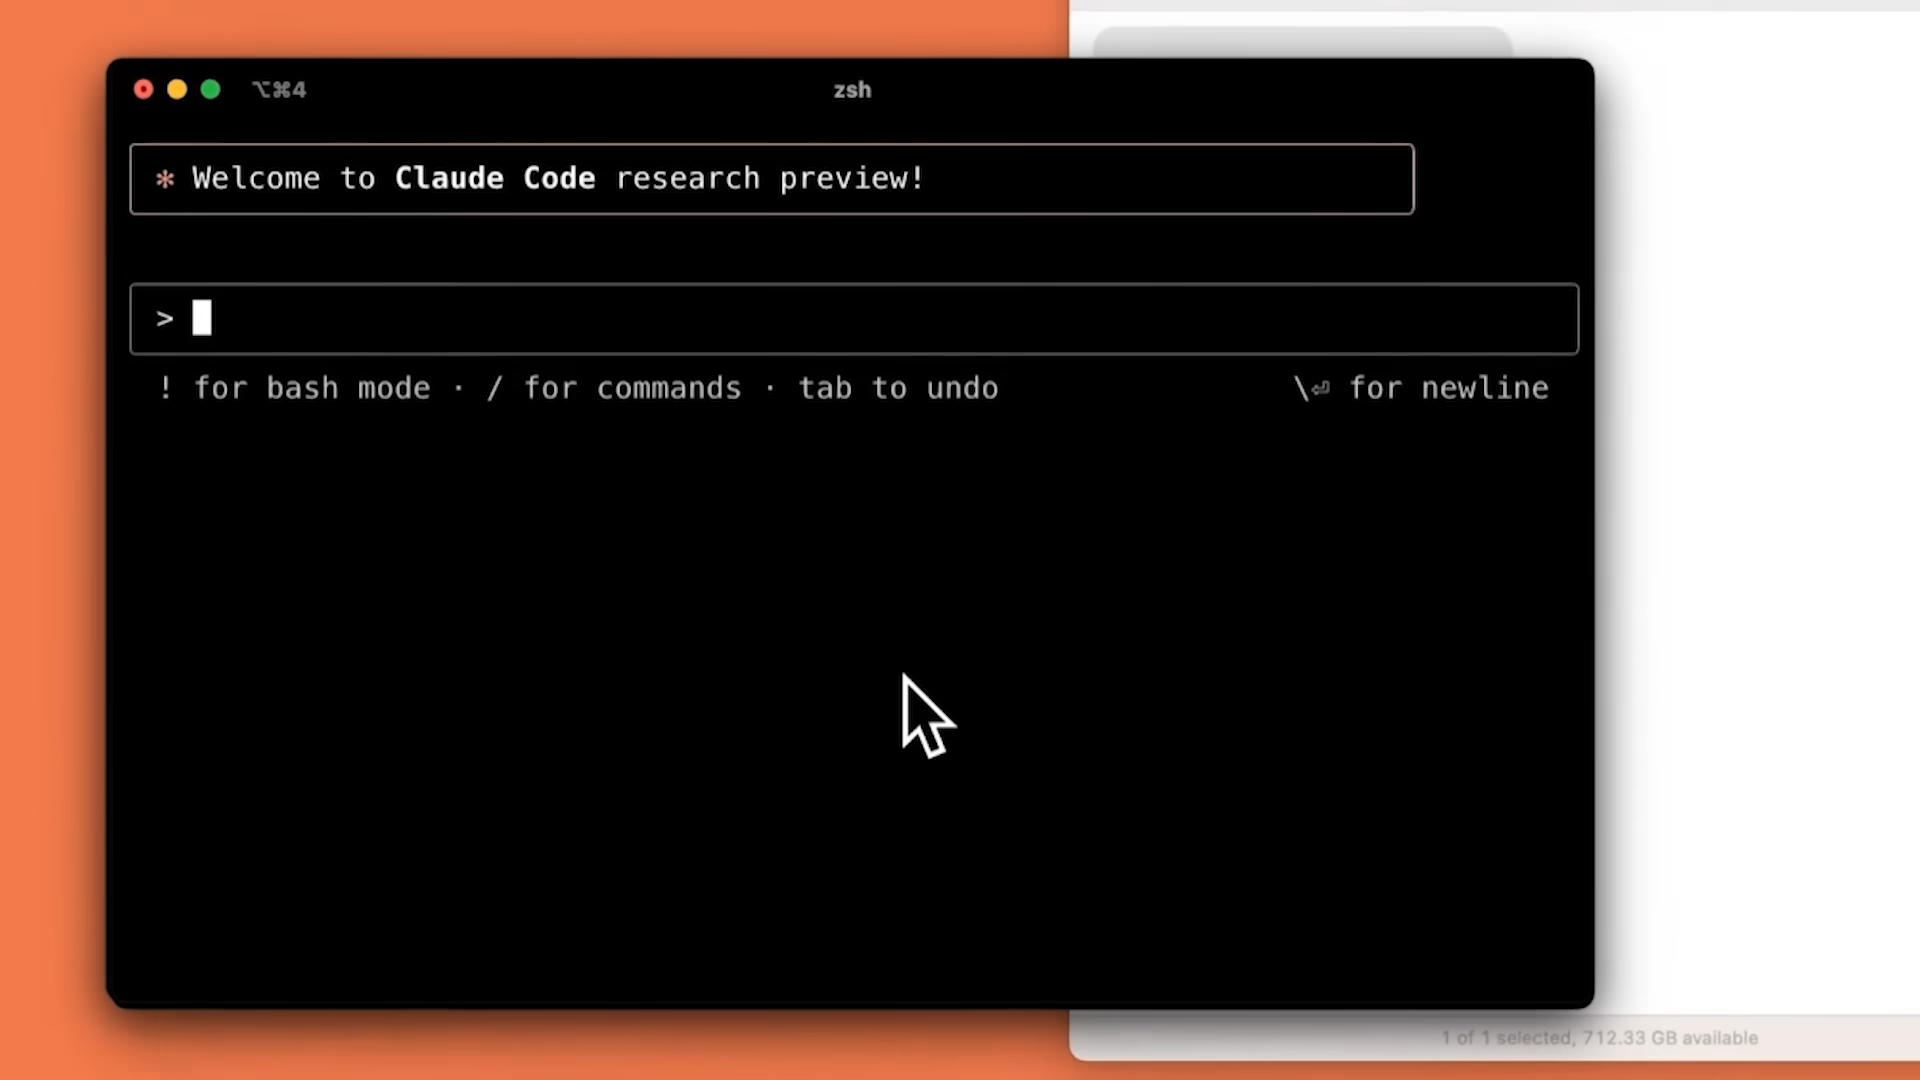 ⌥⌘4
zsh
* Welcome to Claude Code research preview!
>
! for bash mode · / for commands · tab to undo
\⏎ for newline
1 of 1 selected, 712.33 GB available